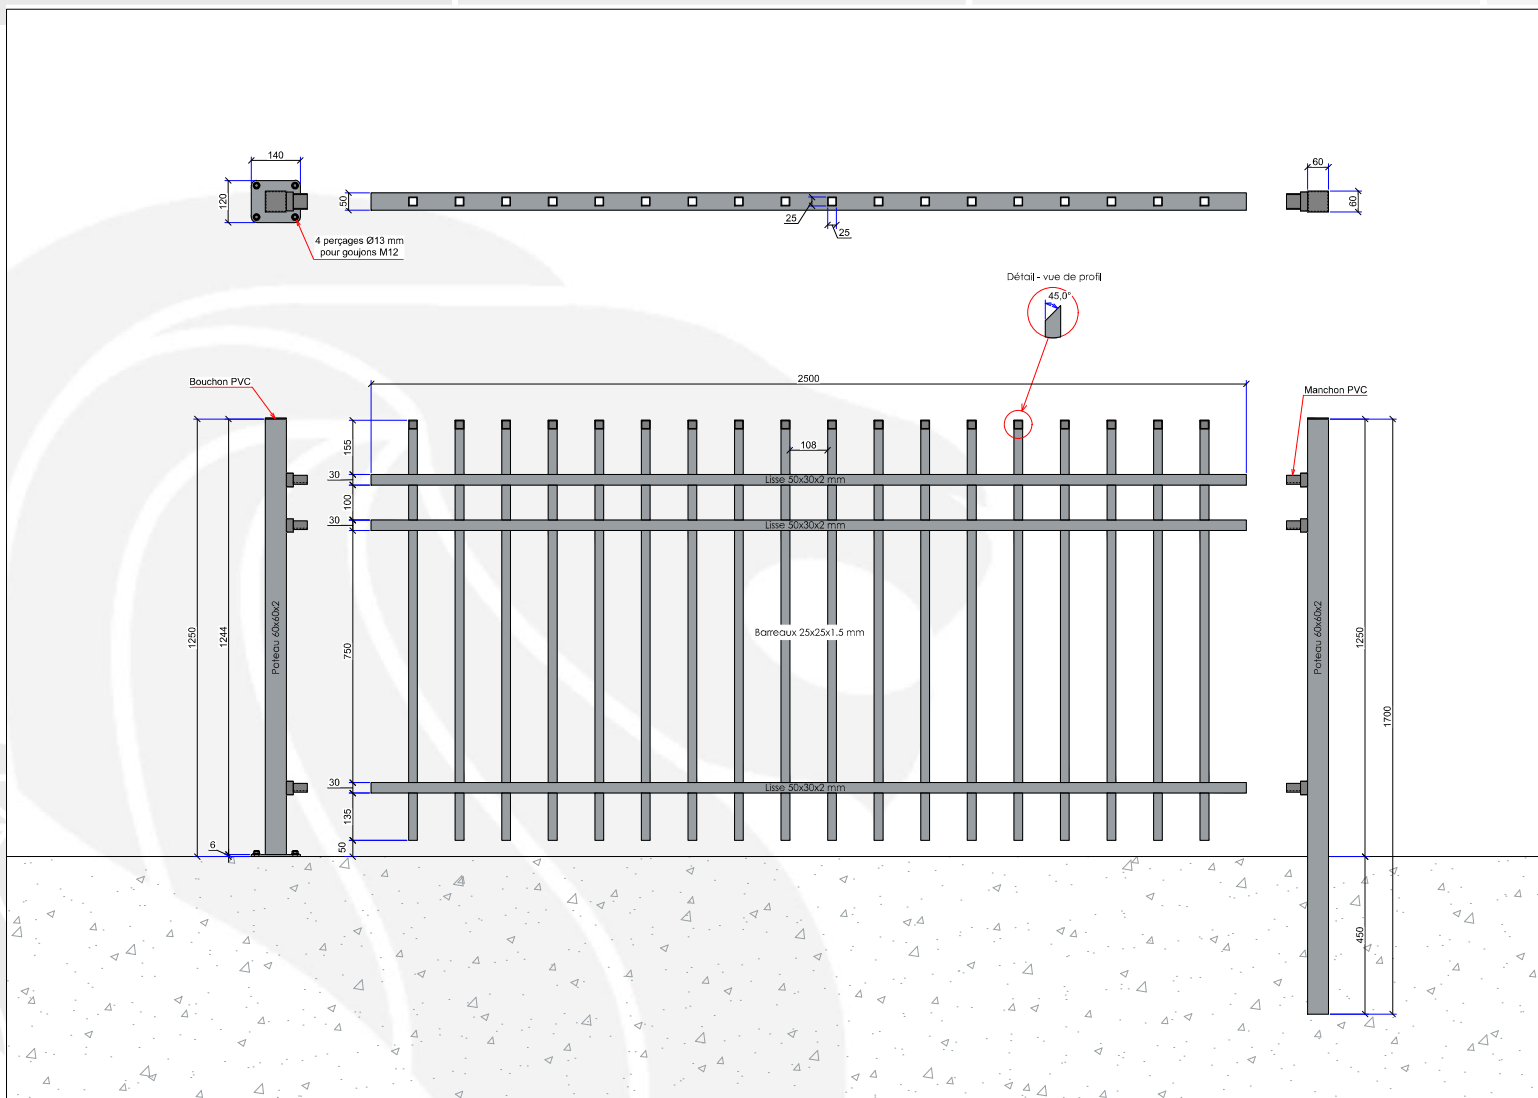 140
120
4 perçages Ø13 mm
pour goujons M12
50
25
25
60
60
Détail - vue de profil
45,0°
Bouchon PVC
2500
Manchon PVC
155
108
30
Lisse 50x30x2 mm
100
30
Lisse 50x30x2 mm
1250
1244
Poteau 60x60x2
750
Barreaux 25x25x1.5 mm
Poteau 60x60x2
1250
1700
30
Lisse 50x30x2 mm
135
6
50
450